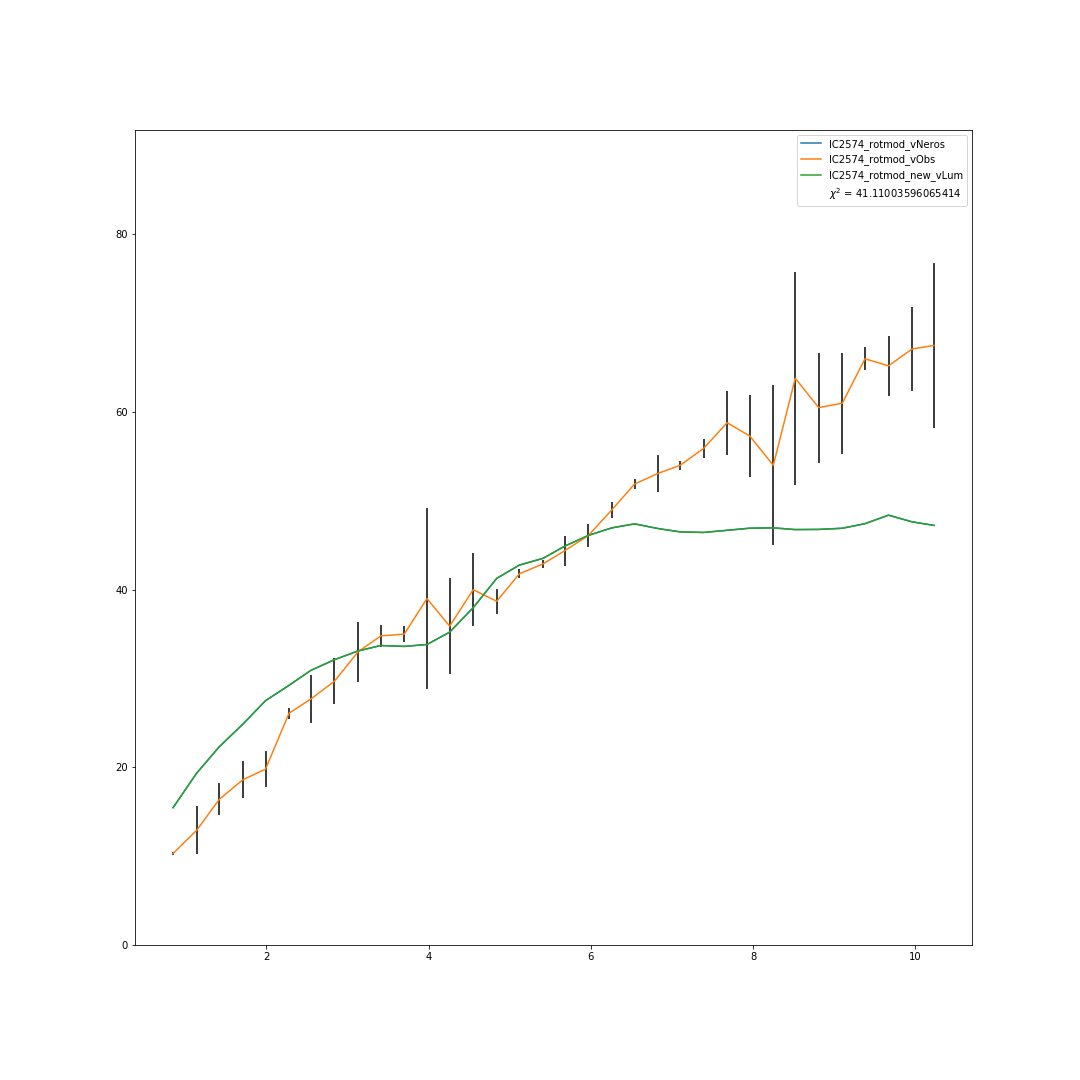 IC2574_rotmod_vNeros
IC2574_rotmod_vObs
IC2574_rotmod_new_vLum
χ² = 41.11003596065414
80
60
40
20
0
2 4 6 8 10